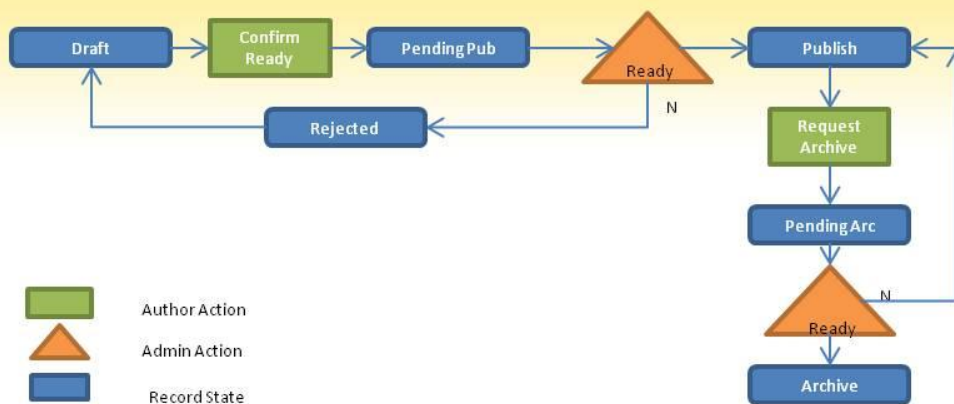 Draft
Confirm
Ready
Pending Pub
Ready
Publish
N
Rejected
Request
Archive
Pending Arc
N
Ready
Archive
Author Action
Admin Action
Record State